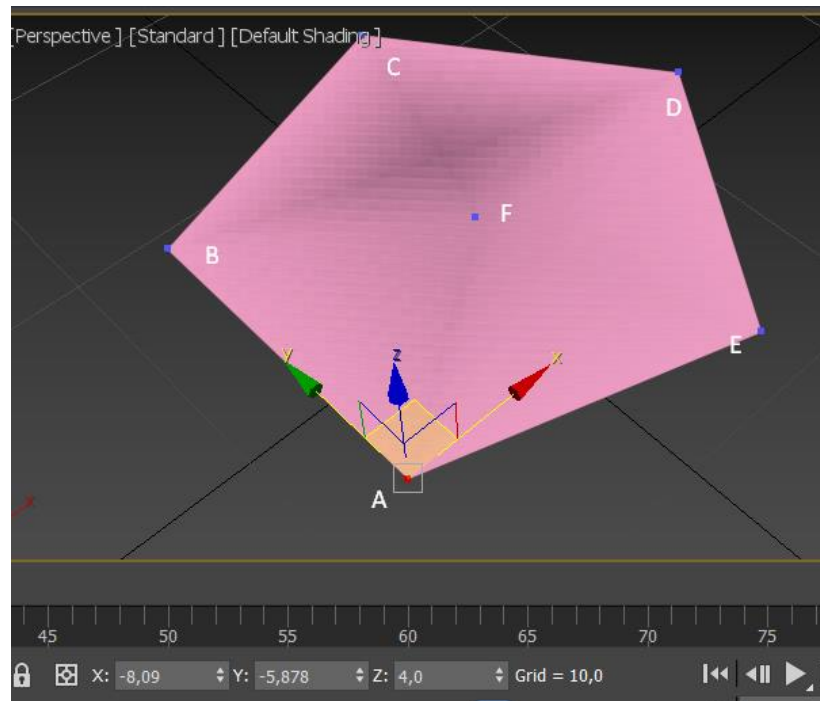 [Perspective ] [Standard ] [Default Shading ]
C
D
F
B
E
y
z
x
A
x
45 50 55 60 65 70 75
X: -8,09 Y: -5,878 Z: 4,0 Grid = 10,0